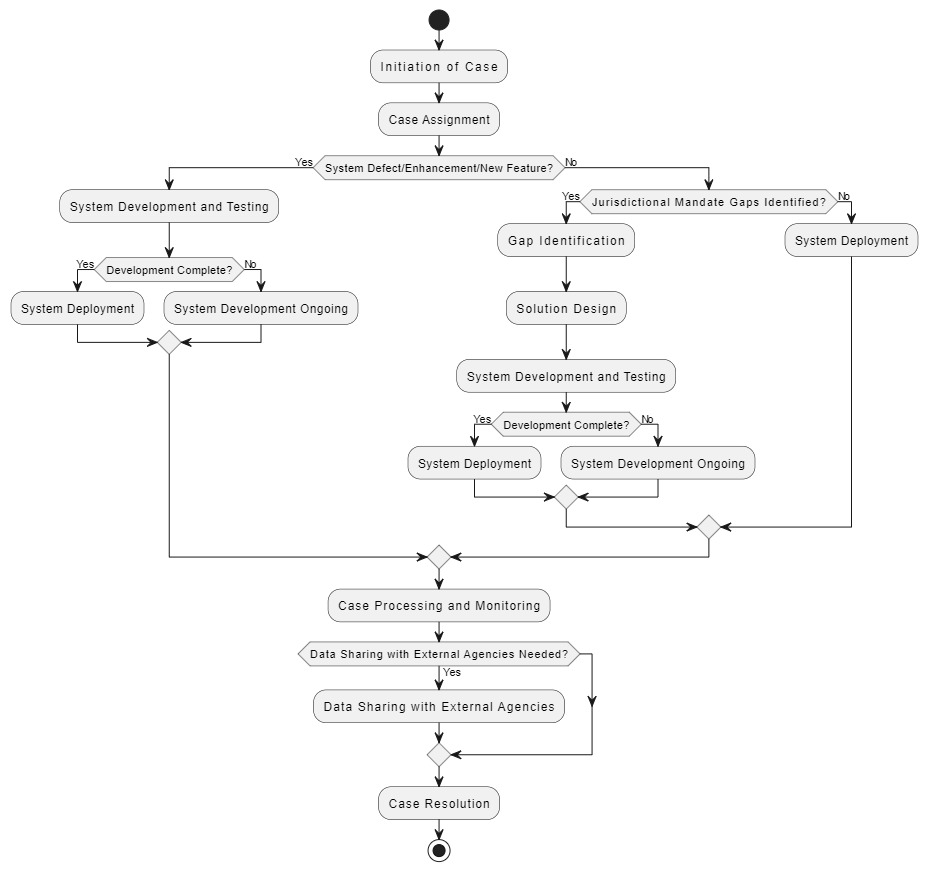 Initiation of Case
Case Assignment
Yes
System Defect/Enhancement/New Feature?
No
System Development and Testing
Yes
Jurisdictional Mandate Gaps Identified?
No
Gap Identification
System Deployment
Yes
Development Complete?
No
System Deployment
System Development Ongoing
Solution Design
System Development and Testing
Yes
Development Complete?
No
System Deployment
System Development Ongoing
Case Processing and Monitoring
Data Sharing with External Agencies Needed?
Yes
Data Sharing with External Agencies
Case Resolution